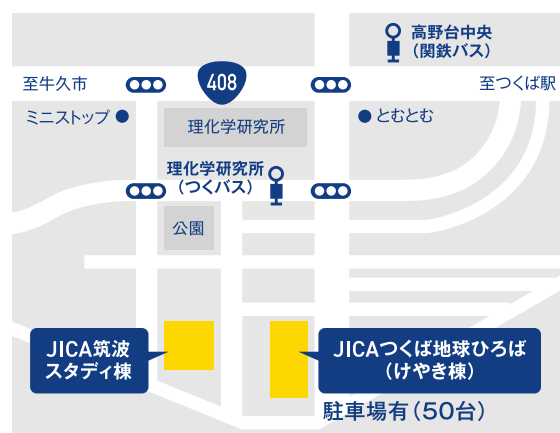 高野台中央
(関鉄バス)
至牛久市
408
至つくば駅
ミニストップ
とむとむ
理化学研究所
理化学研究所
(つくバス)
公園
JICA筑波
スタディ棟
JICAつくば地球ひろば
(けやき棟)
駐車場有(50台)